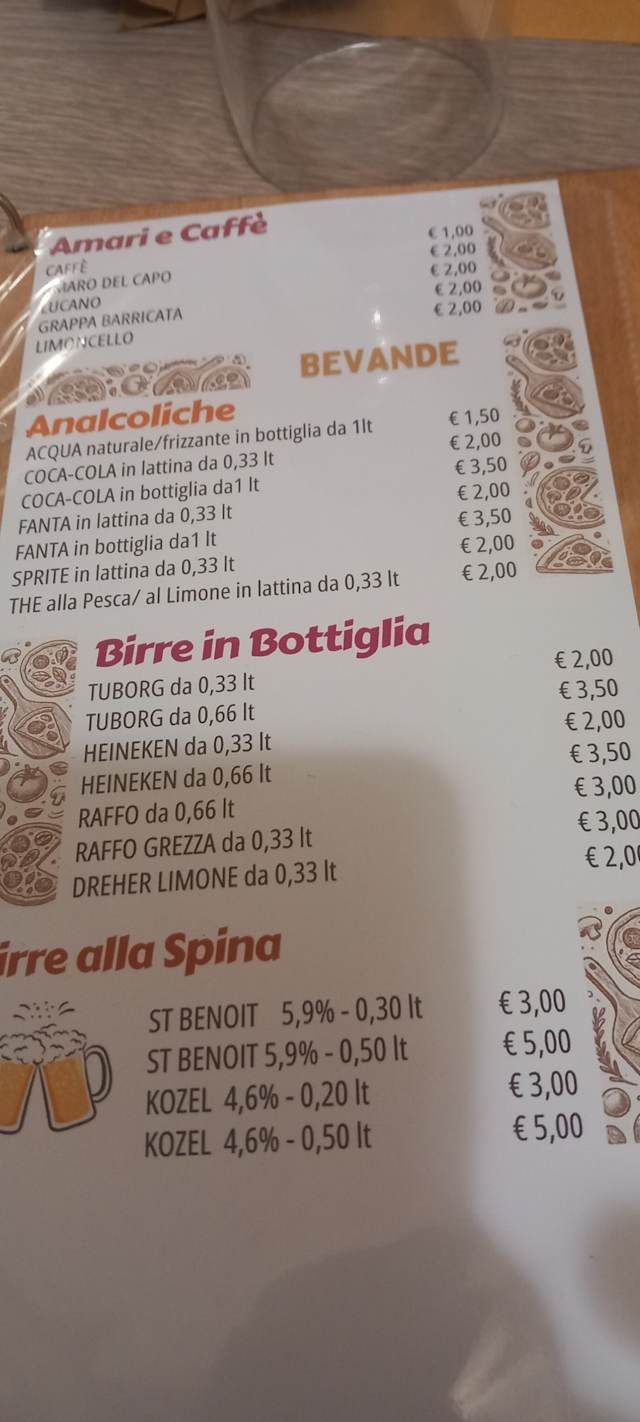 Amari e Caffè
CAFFÈ € 1,00
MARO DEL CAPO € 2,00
LUCANO € 2,00
GRAPPA BARRICATA € 2,00
LIMONCELLO € 2,00
BEVANDE
Analcoliche
ACQUA naturale/frizzante in bottiglia da 1lt € 1,50
COCA-COLA in lattina da 0,33 lt € 2,00
COCA-COLA in bottiglia da1 lt € 3,50
FANTA in lattina da 0,33 lt € 2,00
FANTA in bottiglia da1 lt € 3,50
SPRITE in lattina da 0,33 lt € 2,00
THE alla Pesca/ al Limone in lattina da 0,33 lt € 2,00
Birre in Bottiglia
TUBORG da 0,33 lt € 2,00
TUBORG da 0,66 lt € 3,50
HEINEKEN da 0,33 lt € 2,00
HEINEKEN da 0,66 lt € 3,50
RAFFO da 0,66 lt € 3,00
RAFFO GREZZA da 0,33 lt € 3,00
DREHER LIMONE da 0,33 lt € 2,0
irre alla Spina
ST BENOIT 5,9% - 0,30 lt € 3,00
ST BENOIT 5,9% - 0,50 lt € 5,00
KOZEL 4,6% - 0,20 lt € 3,00
KOZEL 4,6% - 0,50 lt € 5,00